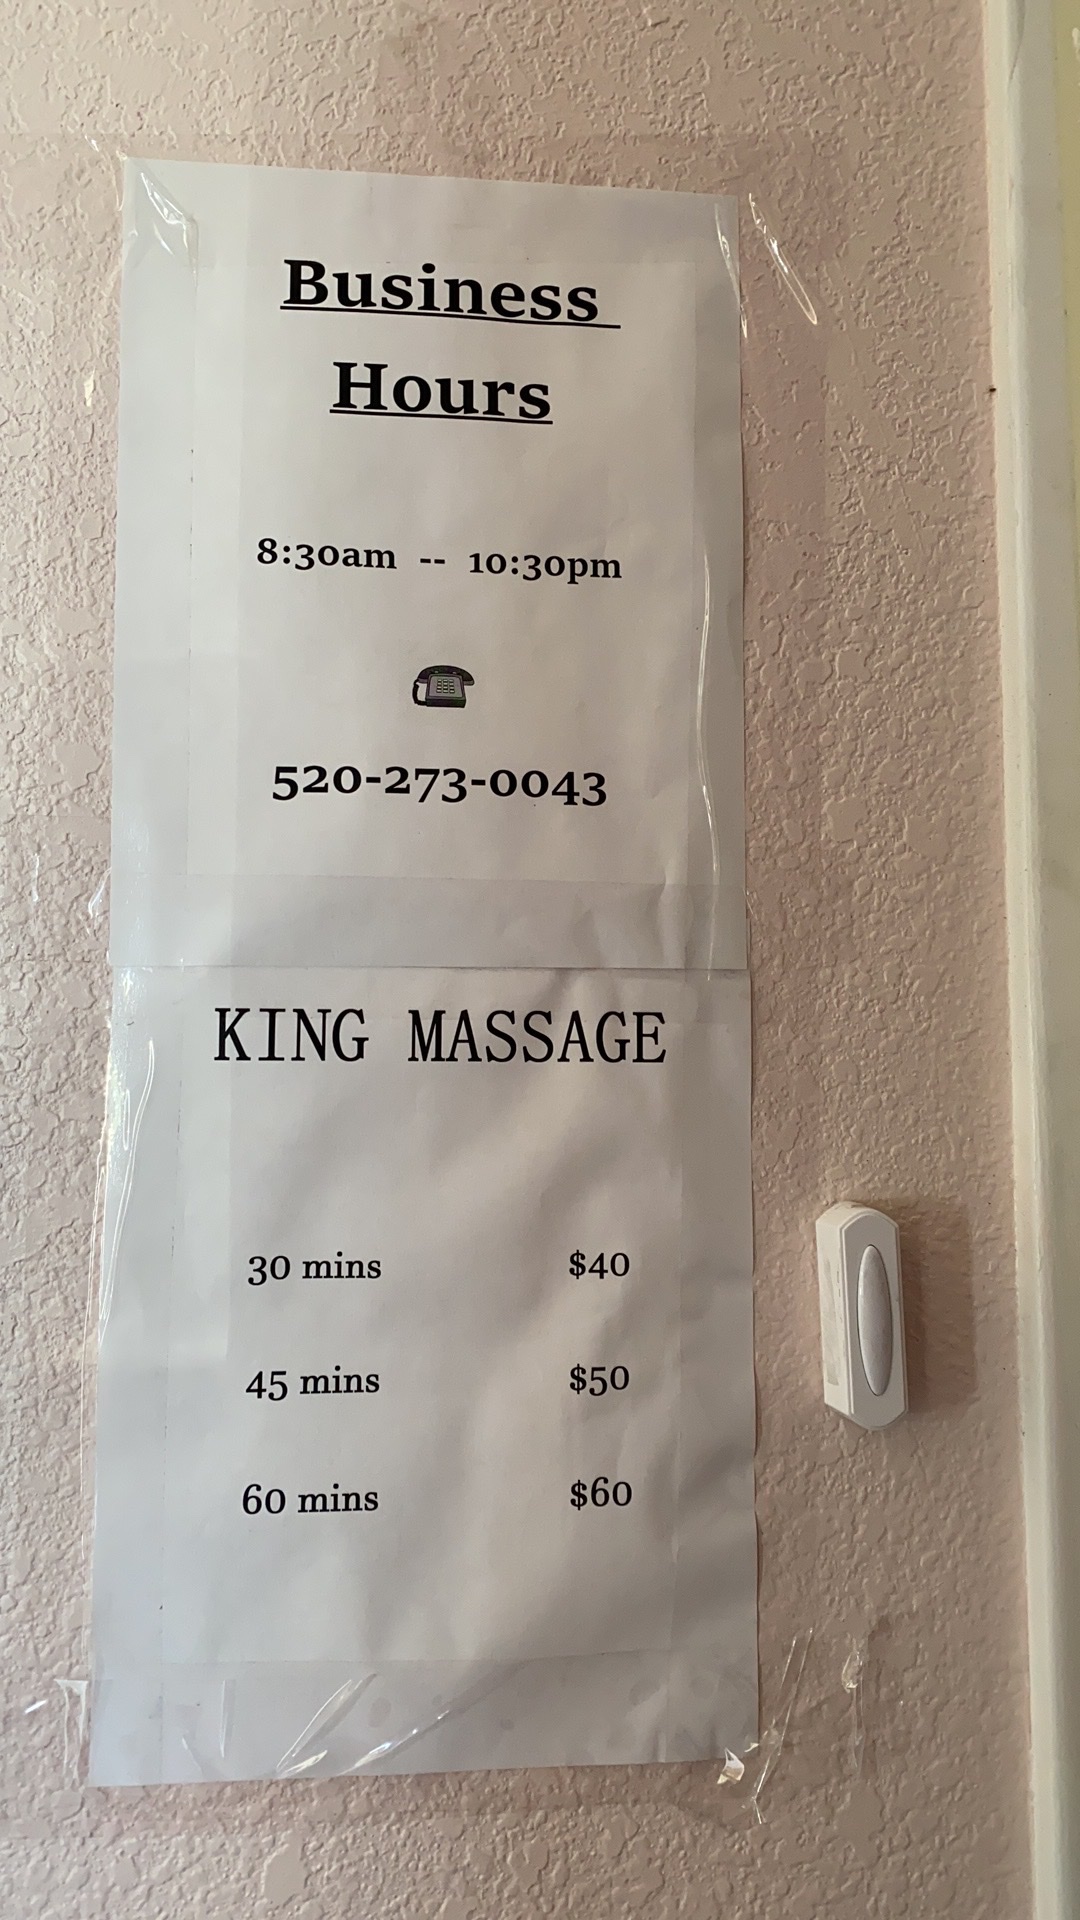 Business
Hours
8:30am -- 10:30pm
520-273-0043
KING MASSAGE
30 mins $40
45 mins $50
60 mins $60